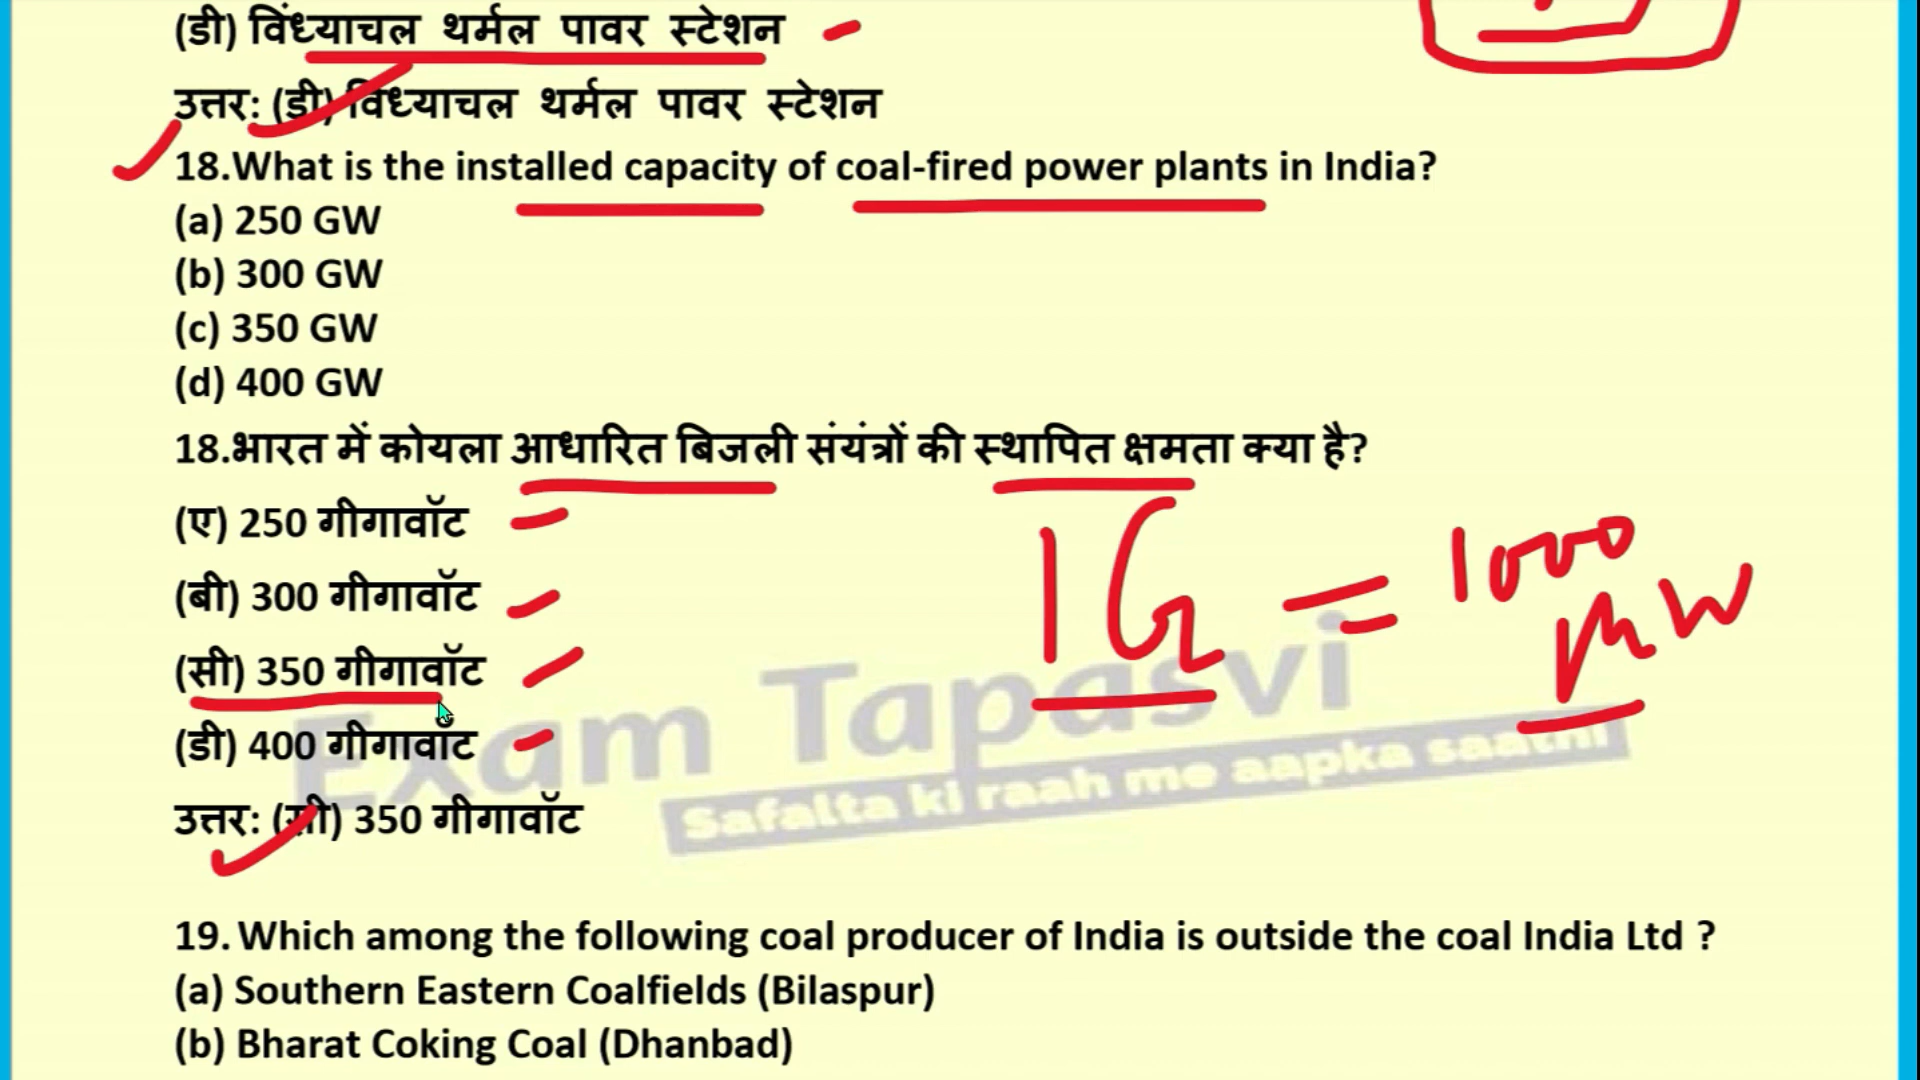 (डी) विंध्याचल थर्मल पावर स्टेशन
उत्तर: (डी) विंध्याचल थर्मल पावर स्टेशन
18.What is the installed capacity of coal-fired power plants in India?
(a) 250 GW
(b) 300 GW
(c) 350 GW
(d) 400 GW
18.भारत में कोयला आधारित बिजली संयंत्रों की स्थापित क्षमता क्या है?
(ए) 250 गीगावॉट
(बी) 300 गीगावॉट
(सी) 350 गीगावॉट
(डी) 400 गीगावॉट
उत्तर: (सी) 350 गीगावॉट
1G = 1000
MW
Exam Tapasvi
Safalta ki raah me aapka saathi
19. Which among the following coal producer of India is outside the coal India Ltd ?
(a) Southern Eastern Coalfields (Bilaspur)
(b) Bharat Coking Coal (Dhanbad)